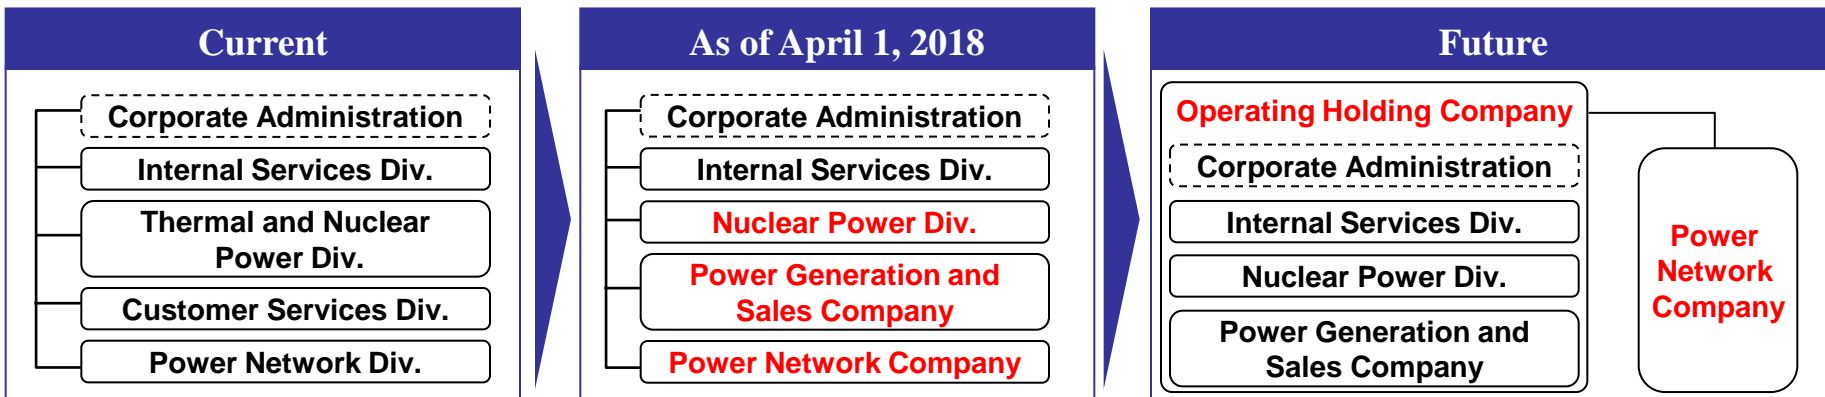 Current
Corporate Administration
Internal Services Div.
Thermal and Nuclear
Power Div.
Customer Services Div.
Power Network Div.
As of April 1, 2018
Corporate Administration
Internal Services Div.
Nuclear Power Div.
Power Generation and
Sales Company
Power Network Company
Future
Operating Holding Company
Corporate Administration
Internal Services Div.
Nuclear Power Div.
Power Generation and
Sales Company
Power
Network
Company